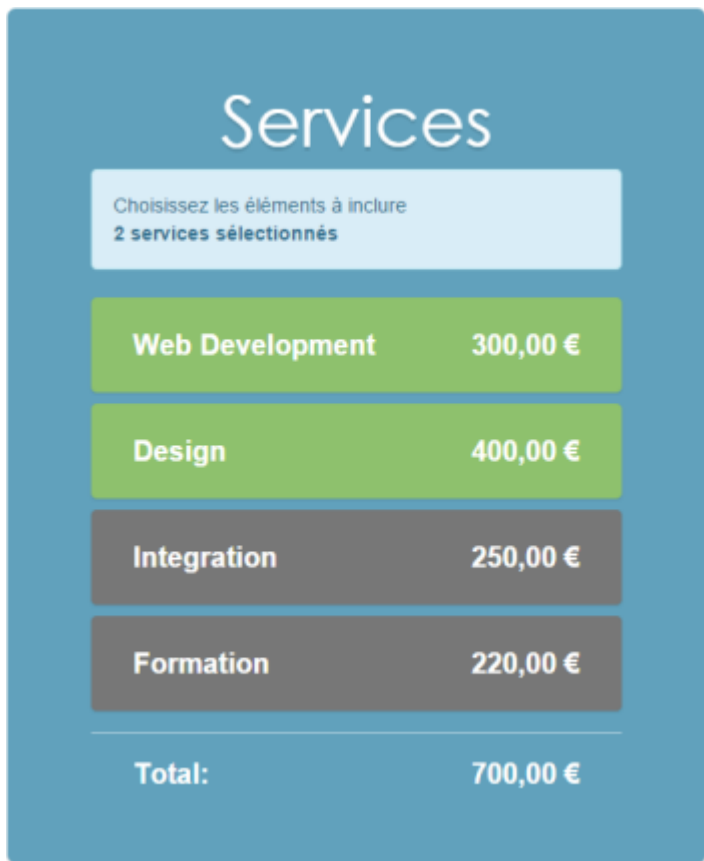 Services
Choisissez les éléments à inclure
2 services sélectionnés
Web Development 300,00 €
Design 400,00 €
Integration 250,00 €
Formation 220,00 €
Total: 700,00 €